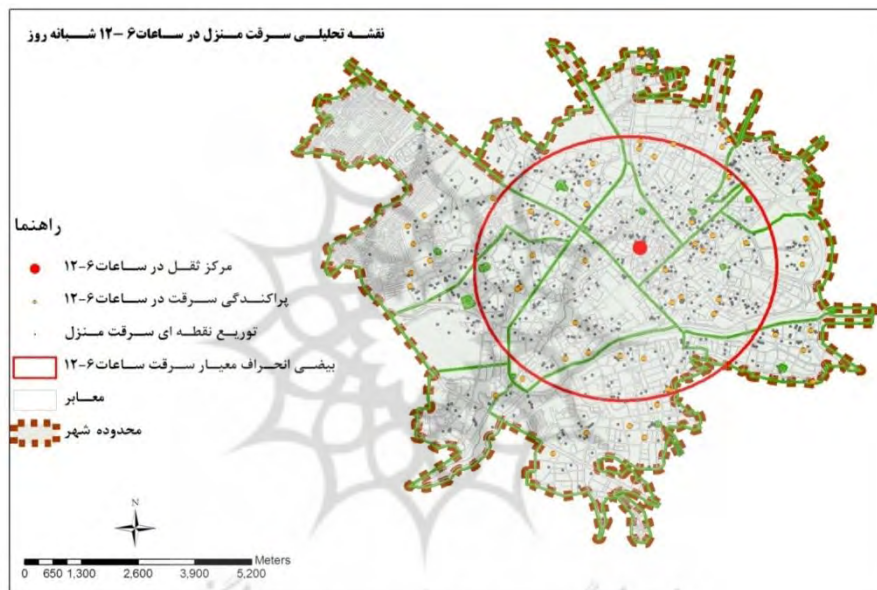 نقشه تحلیلی سرقت منزل در ساعات ۶-۱۲ شبانه روز
راهنما
مرکز ثقل در ساعات ۶-۱۲
پراکندگی سرقت در ساعات ۶-۱۲
توزیع نقطه ای سرقت منزل
بیضی انحراف معیار سرقت ساعات ۶-۱۲
معابر
محدوده شهر
N
Meters
0 650 1,300 2,600 3,900 5,200